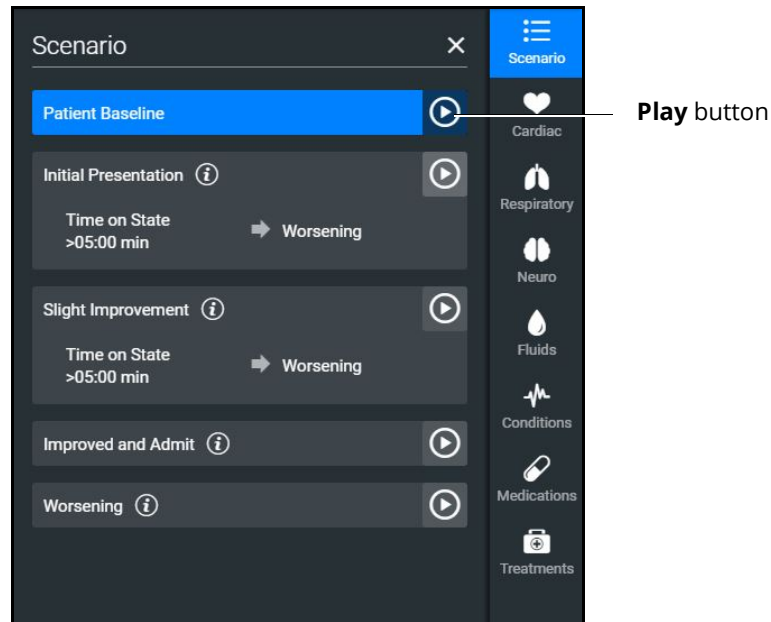 Scenario
Patient Baseline
Initial Presentation
Time on State
>05:00 min
Worsening
Slight Improvement
Time on State
>05:00 min
Worsening
Improved and Admit
Worsening
Scenario
Cardiac
Respiratory
Neuro
Fluids
Conditions
Medications
Treatments
Play button